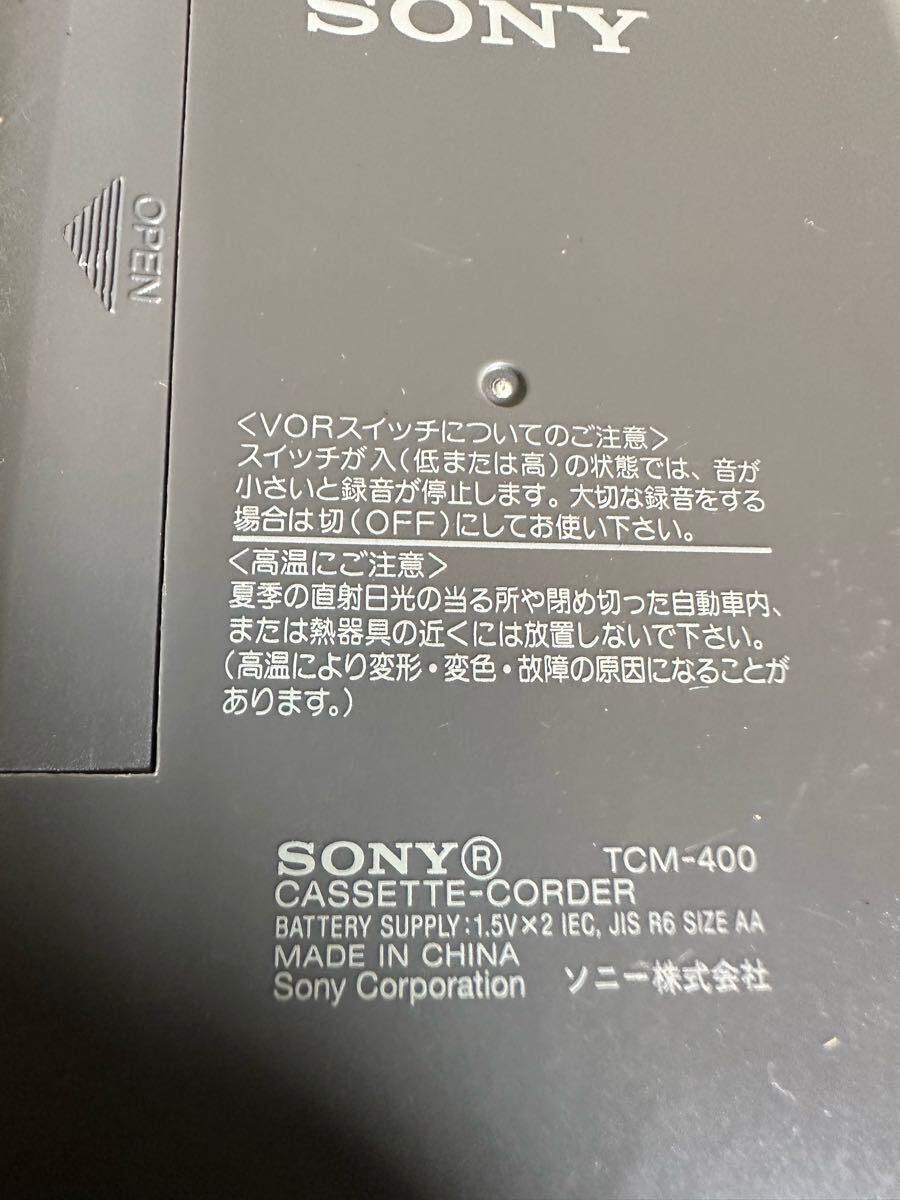 SONY
OPEN
<VORスイッチについてのご注意>
スイッチが入(低または高)の状態では、音が
小さいと録音が停止します。大切な録音をする
場合は切(OFF)にしてお使い下さい。
<高温にご注意>
夏季の直射日光の当る所や閉め切った自動車内、
または熱器具の近くには放置しないで下さい。
(高温により変形・変色・故障の原因になることが
あります。)
SONY® TCM-400
CASSETTE-CORDER
BATTERY SUPPLY:1.5V×2 IEC, JIS R6 SIZE AA
MADE IN CHINA
Sony Corporation ソニー株式会社